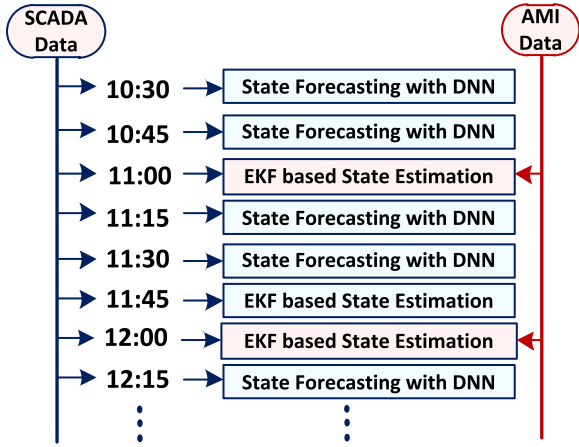 SCADA
Data
AMI
Data
10:30 State Forecasting with DNN
10:45 State Forecasting with DNN
11:00 EKF based State Estimation
11:15 State Forecasting with DNN
11:30 State Forecasting with DNN
11:45 EKF based State Estimation
12:00 EKF based State Estimation
12:15 State Forecasting with DNN